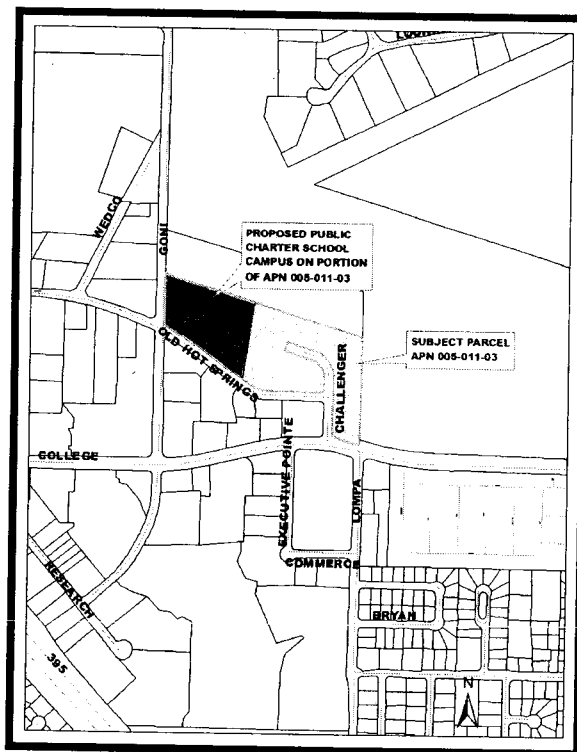 WEDCO
GONI
PROPOSED PUBLIC
CHARTER SCHOOL
CAMPUS ON PORTION
OF APN 005-011-03
OLD HOT SPRINGS
SUBJECT PARCEL
APN 005-011-03
CHALLENGER
COLLEGE
EXECUTIVE POINTE
LOMPA
COMMERCE
RESEARCH
BRYAN
395
N